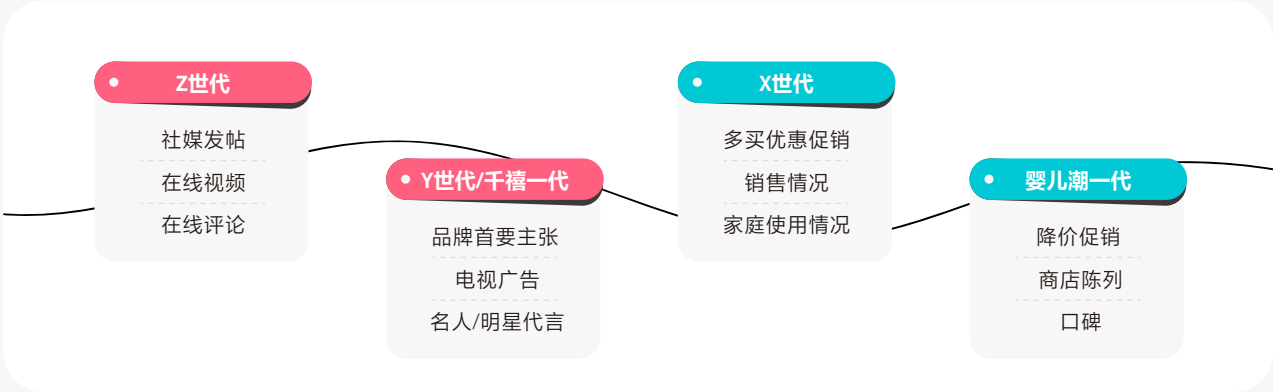 Z世代
社媒发帖
在线视频
在线评论
Y世代/千禧一代
品牌首要主张
电视广告
名人/明星代言
X世代
多买优惠促销
销售情况
家庭使用情况
婴儿潮一代
降价促销
商店陈列
口碑